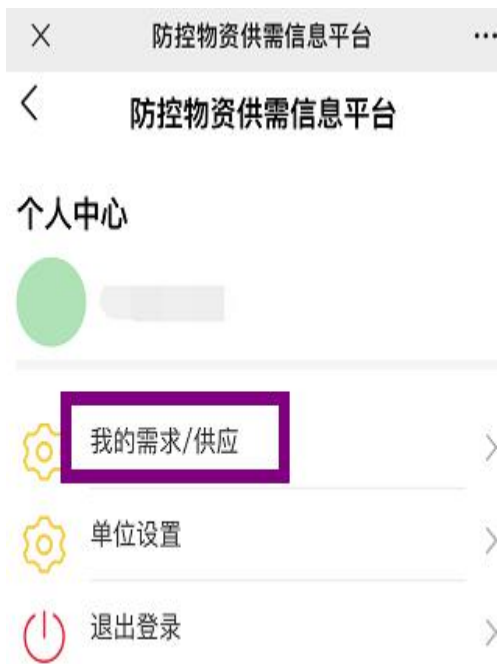 防控物资供需信息平台
防控物资供需信息平台
个人中心
我的需求/供应
单位设置
退出登录